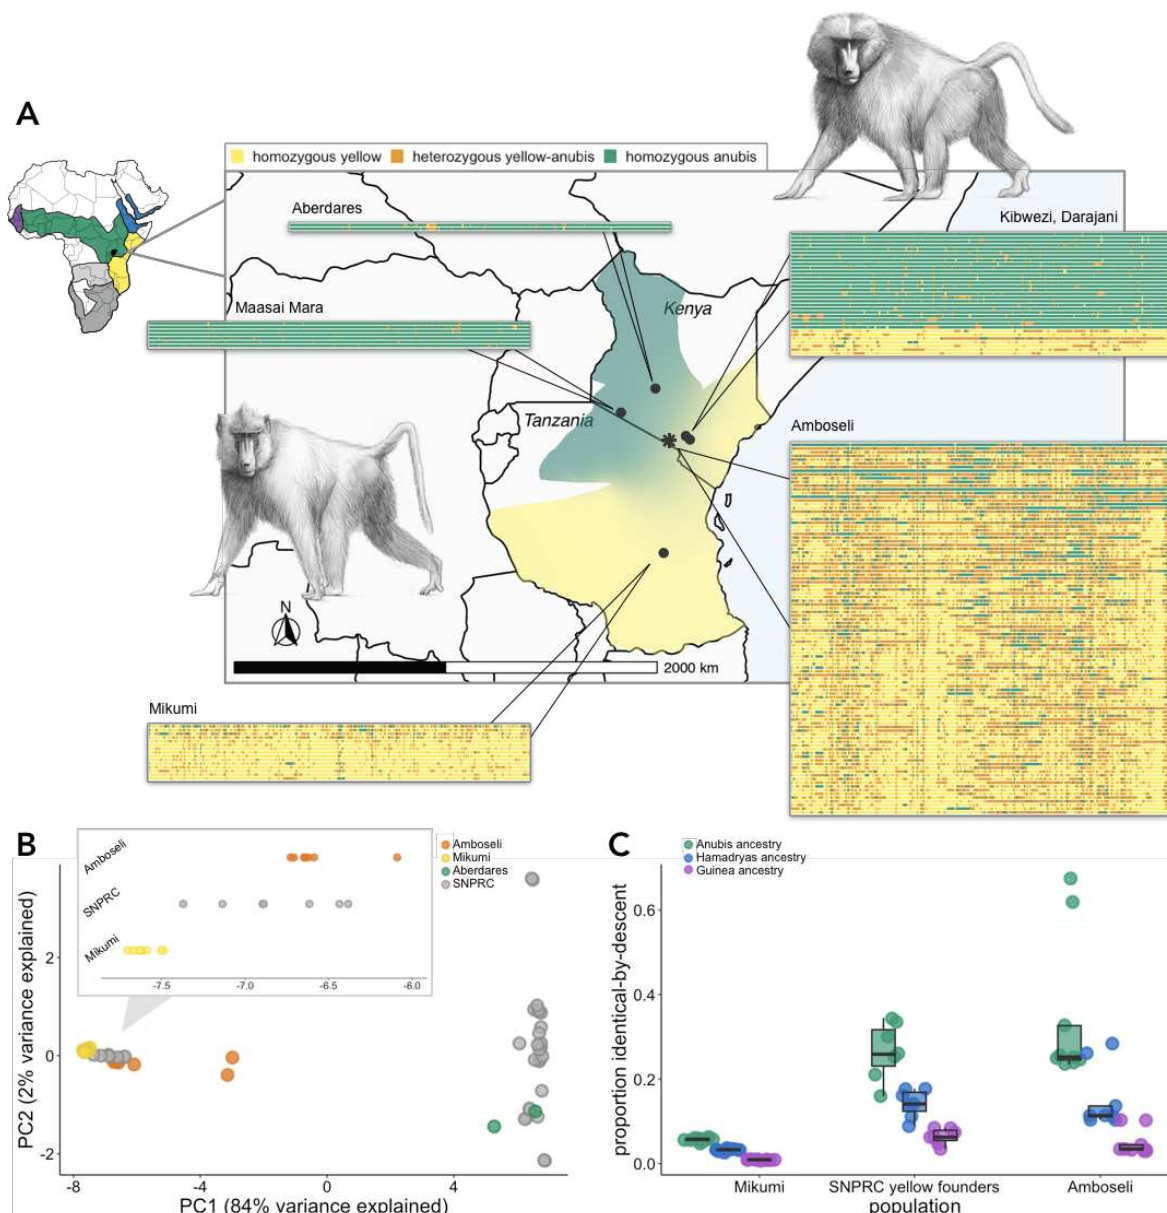 A
homozygous yellow heterozygous yellow-anubis homozygous anubis
Aberdares
Kibwezi, Darajani
Maasai Mara
Kenya
Tanzania
Amboseli
N
2000 km
Mikumi
B
Amboseli
SNPRC
Mikumi
-7.5 -7.0 -6.5 -6.0
Amboseli
Mikumi
Aberdares
SNPRC
PC2 (2% variance explained)
2
0
-2
-8 -4 0 4
PC1 (84% variance explained)
C
Anubis ancestry
Hamadryas ancestry
Guinea ancestry
proportion identical-by-descent
0.6
0.4
0.2
0.0
Mikumi SNPRC yellow founders Amboseli
population